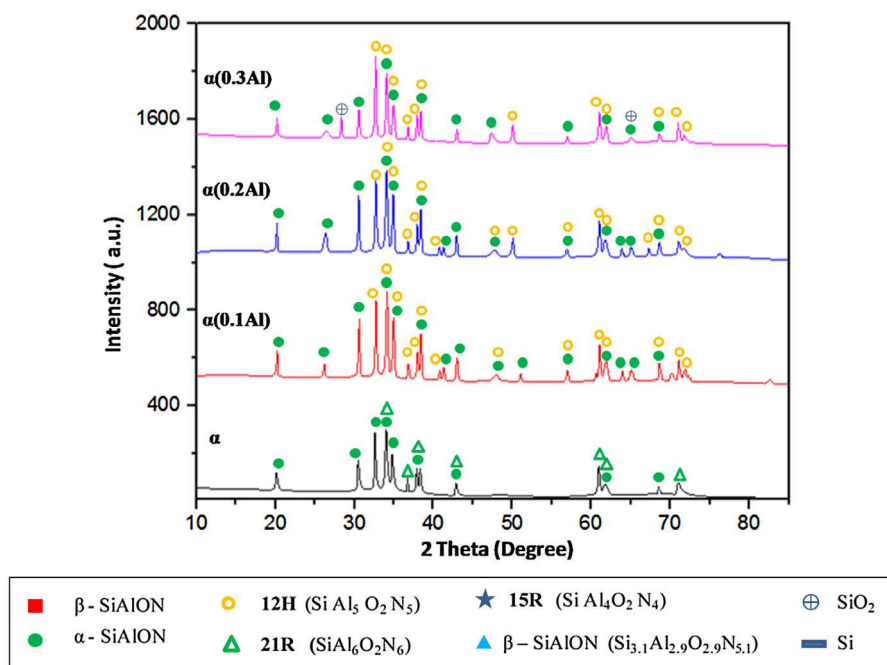 2000
1600
1200
800
400
Intensity ( a.u.)
α(0.3Al)
α(0.2Al)
α(0.1Al)
α
10 20 30 40 50 60 70 80
2 Theta (Degree)
β - SiAlON
12H (Si Al₅ O₂ N₅)
15R (Si Al₄O₂ N₄)
SiO₂
α - SiAlON
21R (SiAl₆O₂N₆)
β – SiAlON (Si₃.₁Al₂.₉O₂.₉N₅.₁)
Si